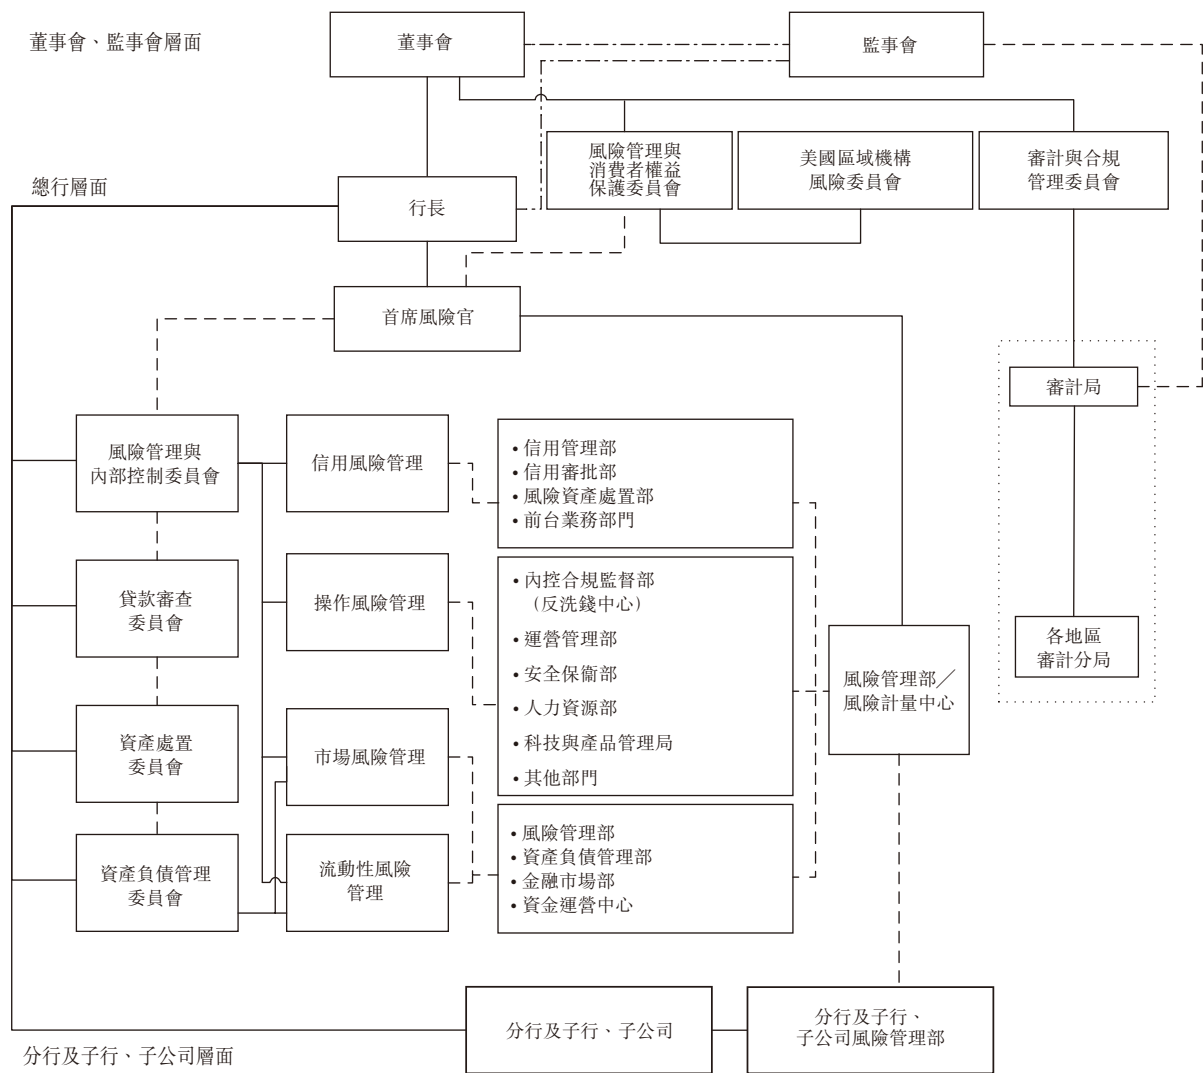 董事會、監事會層面
董事會
監事會
風險管理與
消費者權益
保護委員會
美國區域機構
風險委員會
審計與合規
管理委員會
總行層面
行長
首席風險官
審計局
風險管理與
內部控制委員會
信用風險管理
• 信用管理部
• 信用審批部
• 風險資產處置部
• 前台業務部門
貸款審查
委員會
操作風險管理
• 內控合規監督部
（反洗錢中心）
• 運營管理部
• 安全保衞部
• 人力資源部
• 科技與產品管理局
• 其他部門
風險管理部／
風險計量中心
各地區
審計分局
資產處置
委員會
市場風險管理
• 風險管理部
• 資產負債管理部
• 金融市場部
• 資金運營中心
資產負債管理
委員會
流動性風險
管理
分行及子行、子公司
分行及子行、
子公司風險管理部
分行及子行、子公司層面